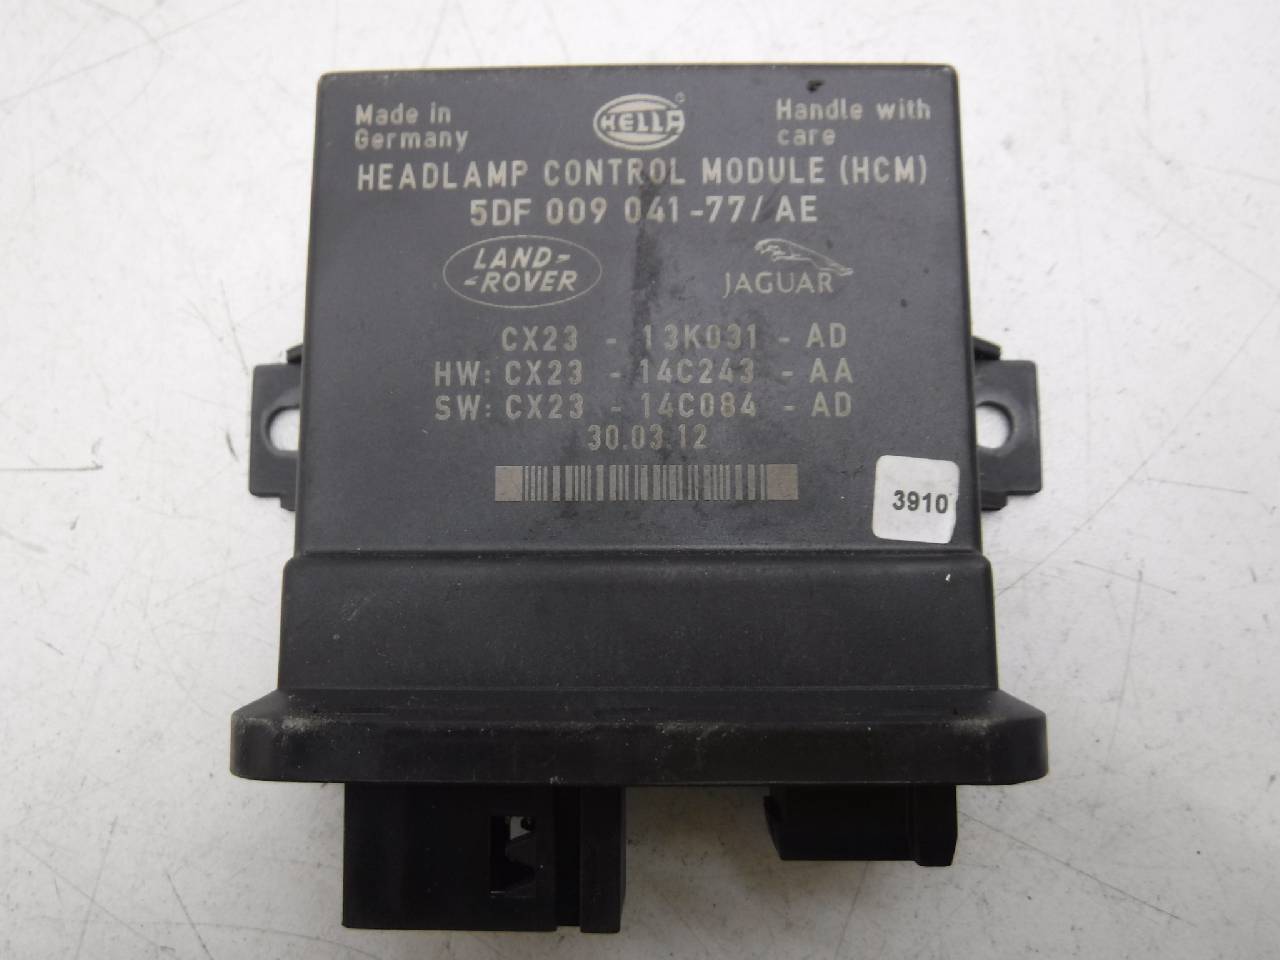 Made in
Germany
HELLA®
Handle with
care
HEADLAMP CONTROL MODULE (HCM)
5DF 009 041-77/AE
LAND-
-ROVER
JAGUAR
CX23 - 13K031 - AD
HW: CX23 - 14C243 - AA
SW: CX23 - 14C084 - AD
30.03.12
3910